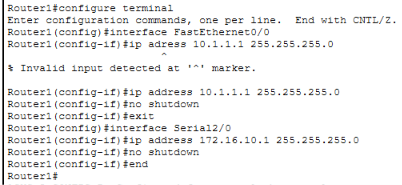 Router1#configure terminal
Enter configuration commands, one per line.  End with CNTL/Z.
Router1(config)#interface FastEthernet0/0
Router1(config-if)#ip adress 10.1.1.1 255.255.255.0
                         ^
% Invalid input detected at '^' marker.

Router1(config-if)#ip address 10.1.1.1 255.255.255.0
Router1(config-if)#no shutdown
Router1(config-if)#exit
Router1(config)#interface Serial2/0
Router1(config-if)#ip address 172.16.10.1 255.255.255.0
Router1(config-if)#no shutdown
Router1(config-if)#end
Router1#